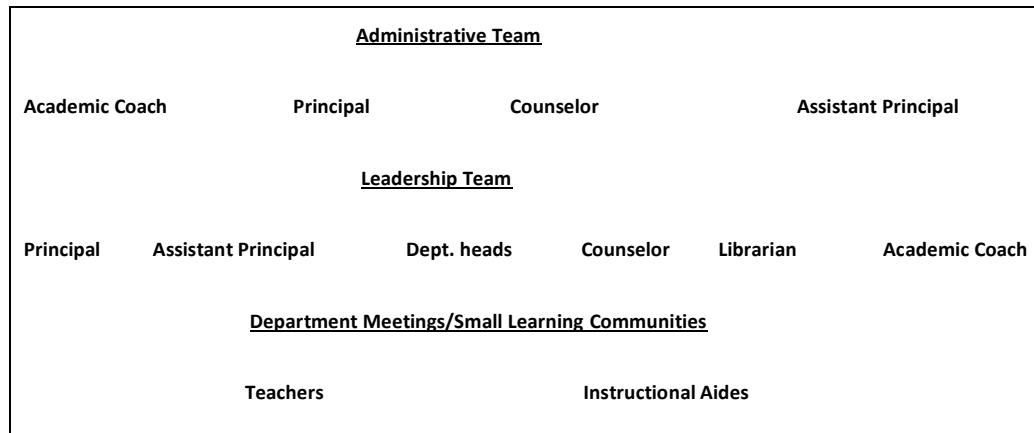 Administrative Team
Academic Coach Principal Counselor Assistant Principal
Leadership Team
Principal Assistant Principal Dept. heads Counselor Librarian Academic Coach
Department Meetings/Small Learning Communities
Teachers Instructional Aides